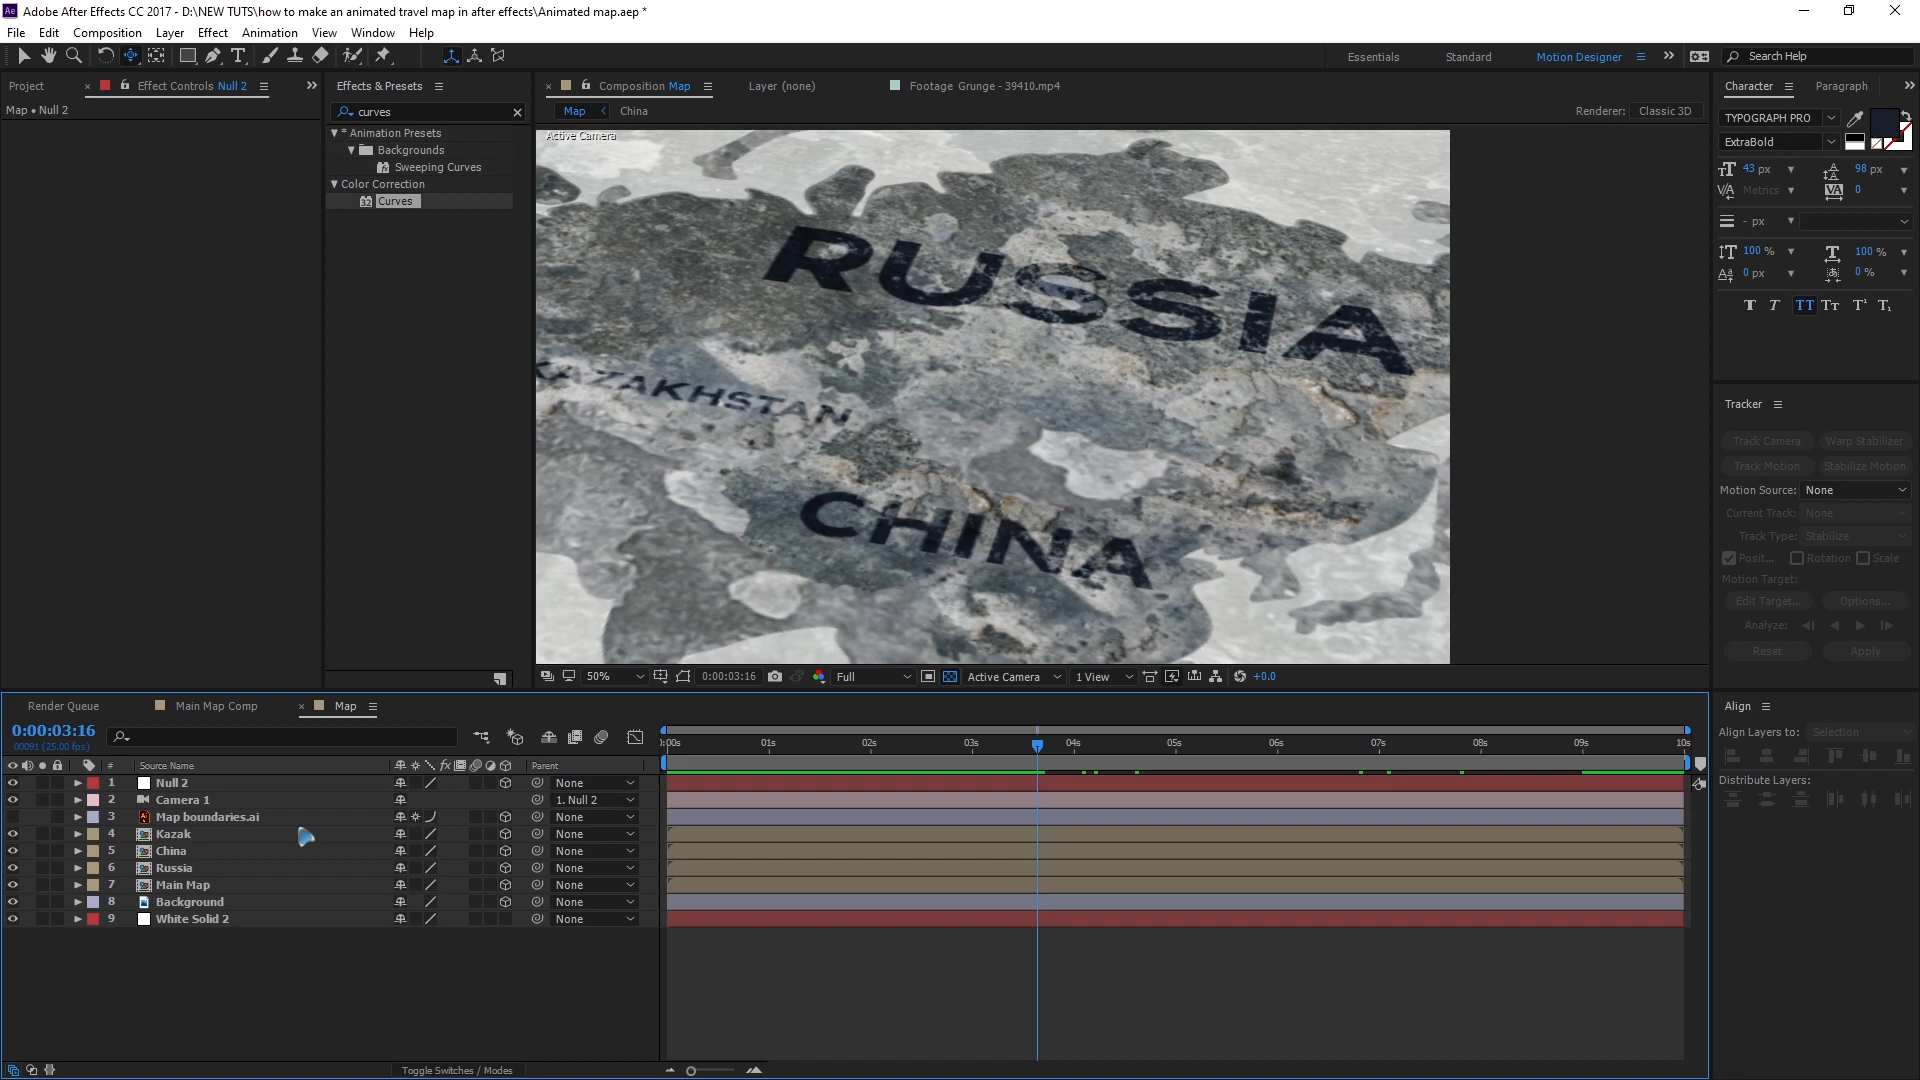 Adobe After Effects CC 2017 - D:\NEW TUTS\how to make an animated travel map in after effects\Animated map.aep *
File Edit Composition Layer Effect Animation View Window Help
Essentials Standard Motion Designer Search Help
Project Effect Controls Null 2
Map • Null 2
Effects & Presets
curves
* Animation Presets
Backgrounds
Sweeping Curves
Color Correction
Curves
Composition Map Layer (none) Footage Grunge - 39410.mp4
Map China Renderer: Classic 3D
Active Camera
RUSSIA
KAZAKHSTAN
CHINA
50% 0:00:03:16 Full Active Camera 1 View +0.0
Character Paragraph
TYPOGRAPH PRO
ExtraBold
43 px 98 px
Metrics 0
- px
100 % 100 %
0 px 0 %
Tracker
Track Camera Warp Stabilizer
Track Motion Stabilize Motion
Motion Source: None
Current Track: None
Track Type: Stabilize
Posit... Rotation Scale
Motion Target:
Edit Target... Options...
Analyze:
Reset Apply
Align
Align Layers to: Selection
Distribute Layers:
Render Queue Main Map Comp Map
0:00:03:16
00091 (25.00 fps)
# Source Name Parent
1 Null 2 None
2 Camera 1 1. Null 2
3 Map boundaries.ai None
4 Kazak None
5 China None
6 Russia None
7 Main Map None
8 Background None
9 White Solid 2 None
:00s 01s 02s 03s 04s 05s 06s 07s 08s 09s 10s
Toggle Switches / Modes